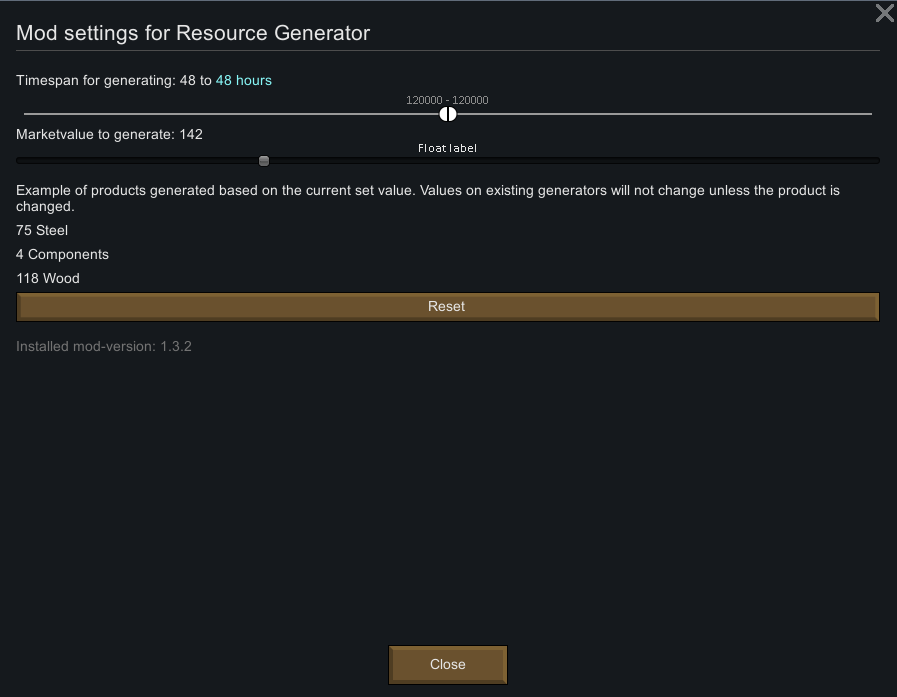 Mod settings for Resource Generator
Timespan for generating: 48 to 48 hours
120000 - 120000
Marketvalue to generate: 142
Float label
Example of products generated based on the current set value. Values on existing generators will not change unless the product is
changed.
75 Steel
4 Components
118 Wood
Reset
Installed mod-version: 1.3.2
Close